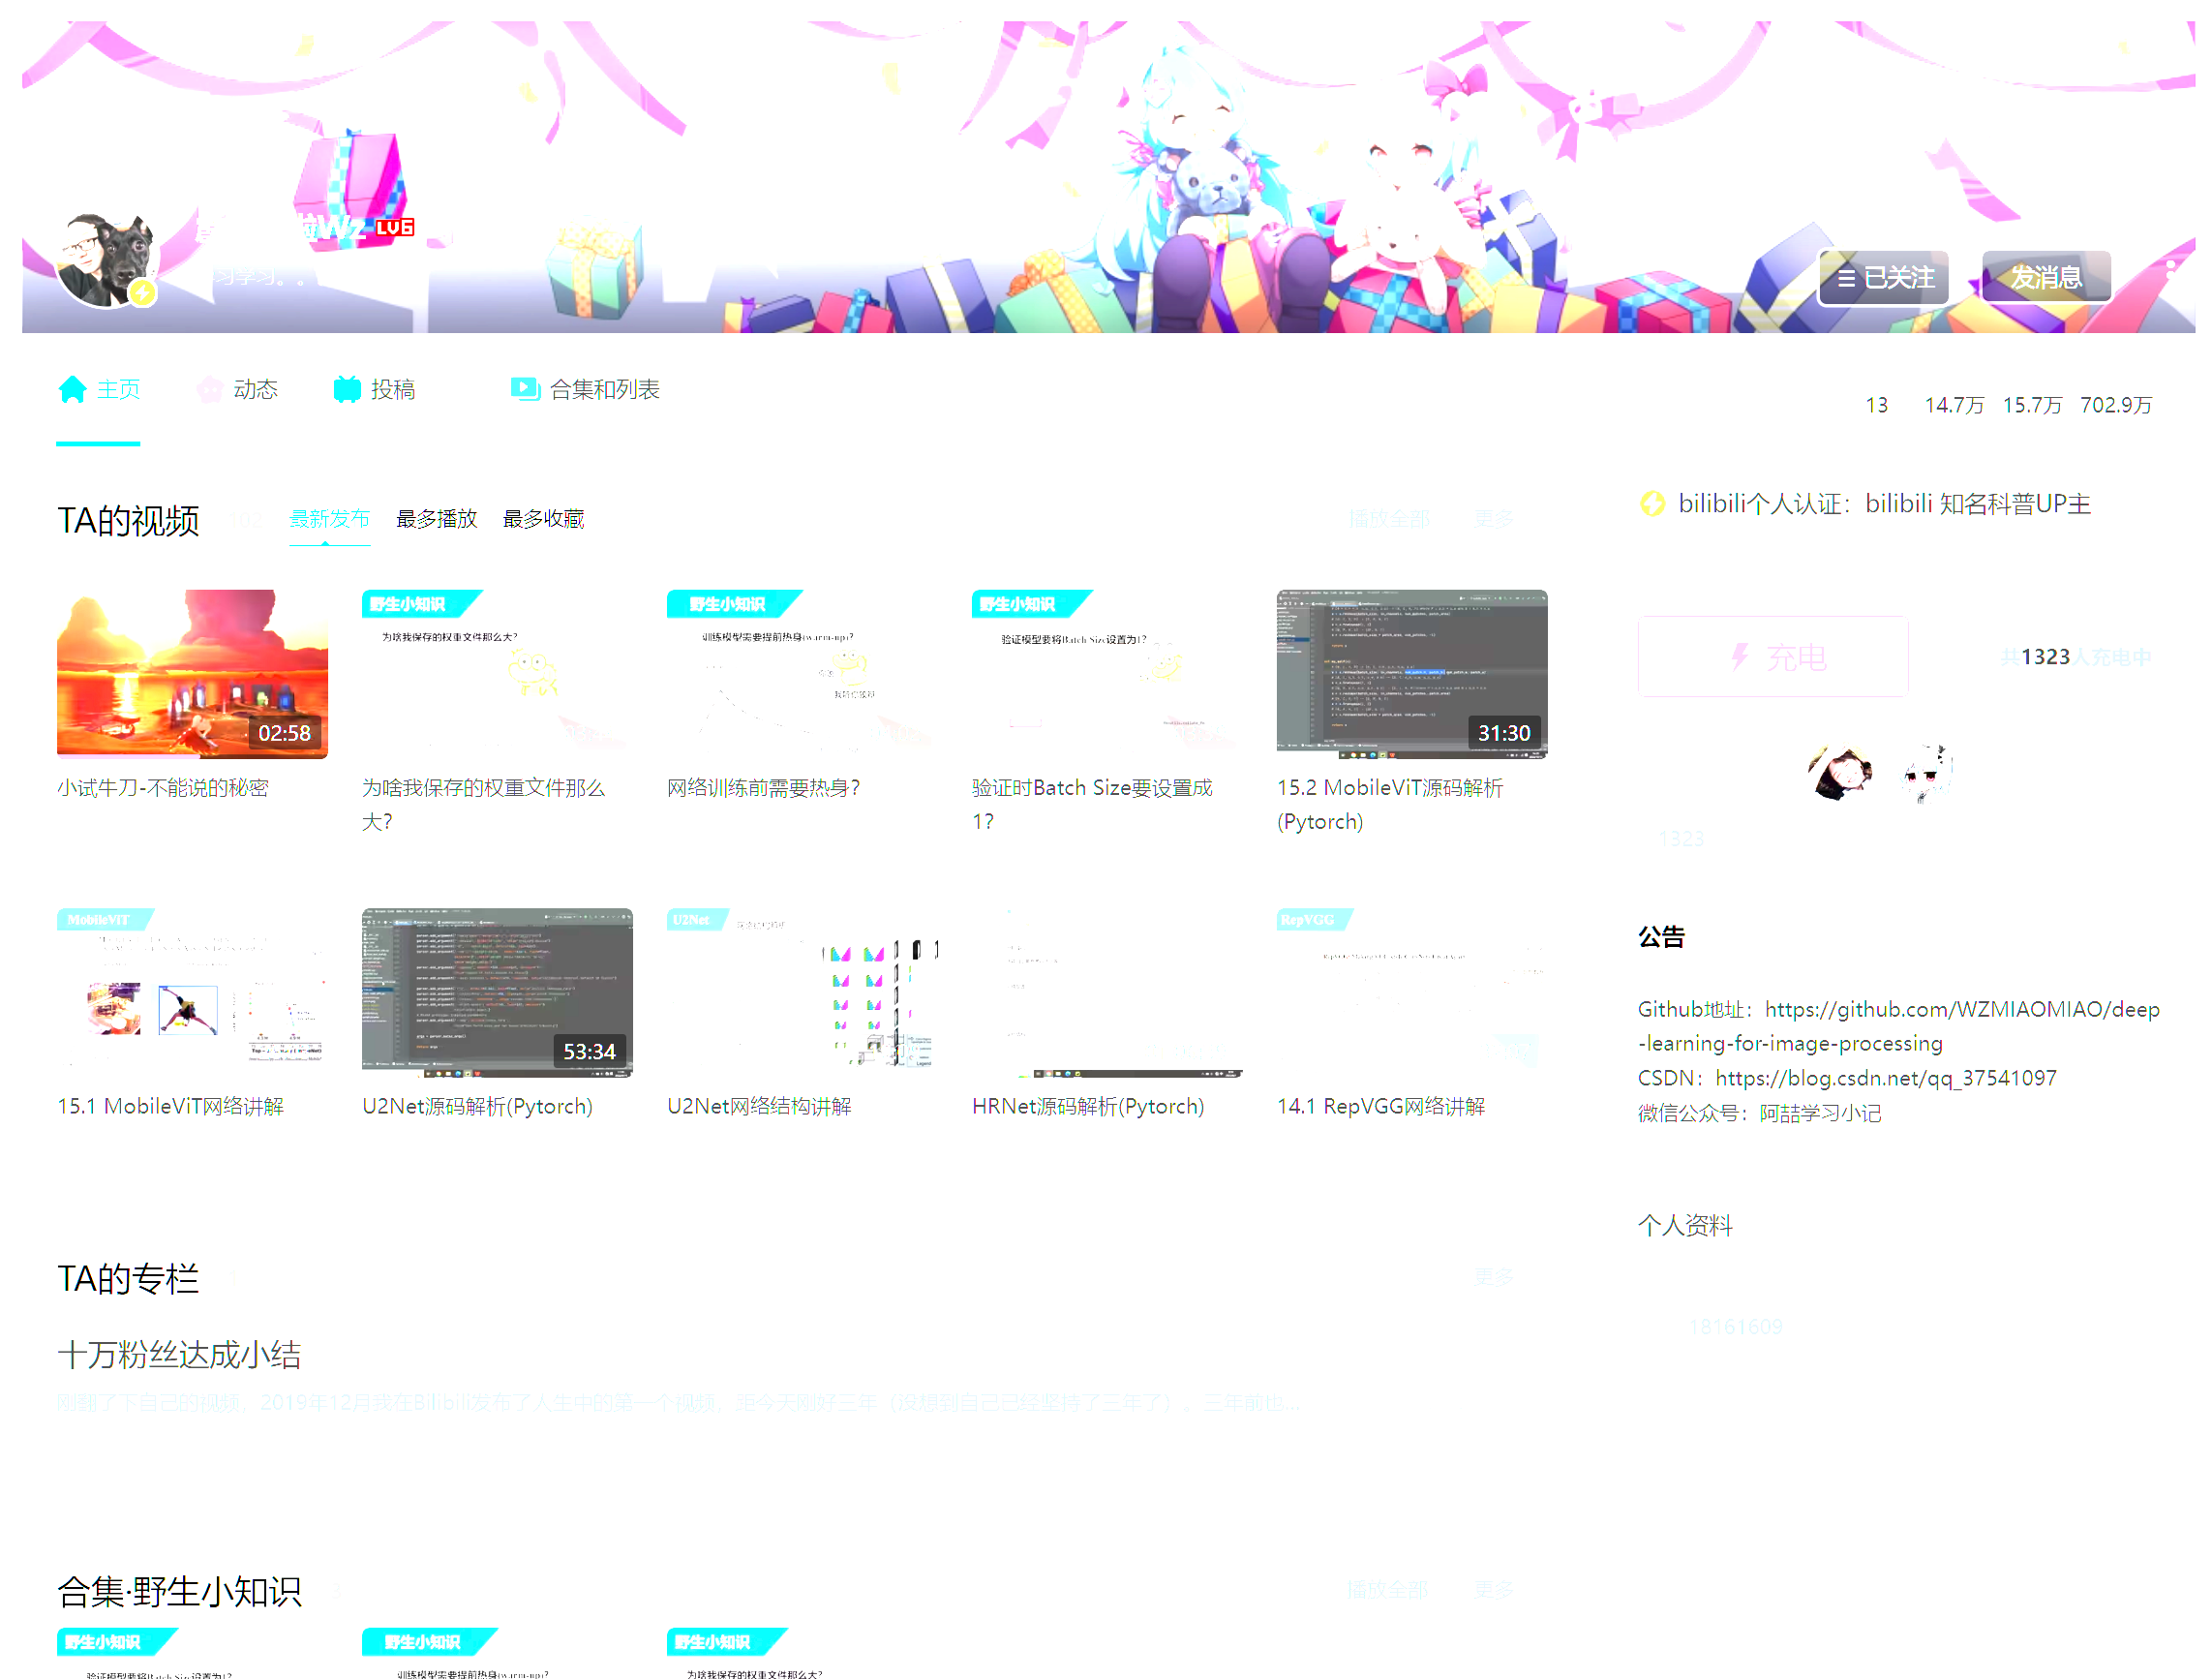 Wz LV6
习学习。。
已关注 发消息
主页 动态 投稿 合集和列表
13 14.7万 15.7万 702.9万
TA的视频 最新发布 最多播放 最多收藏 播放全部 更多
bilibili个人认证：bilibili 知名科普UP主
充电 共1323人充电中
1323
野生小知识
为啥我保存的权重文件那么大?
野生小知识
训练模型需要提前热身(warm-up)?
野生小知识
验证模型要将Batch Size设置为1?
02:58
31:30
小试牛刀-不能说的秘密
为啥我保存的权重文件那么
大?
网络训练前需要热身?
验证时Batch Size要设置成
1?
15.2 MobileViT源码解析
(Pytorch)
MobileViT
U2Net
RepVGG
53:34
15.1 MobileViT网络讲解
U2Net源码解析(Pytorch)
U2Net网络结构讲解
HRNet源码解析(Pytorch)
14.1 RepVGG网络讲解
公告
Github地址：https://github.com/WZMIAOMIAO/deep
-learning-for-image-processing
CSDN：https://blog.csdn.net/qq_37541097
微信公众号：阿喆学习小记
个人资料
18161609
TA的专栏 更多
十万粉丝达成小结
刚翻了下自己的视频，2019年12月我在Bilibili发布了人生中的第一个视频，距今天刚好三年（没想到自己已经坚持了三年了）。三年前也...
合集·野生小知识 3 播放全部 更多
野生小知识
验证模型要将Batch Size设置为1?
野生小知识
训练模型需要提前热身(warm-up)?
野生小知识
为啥我保存的权重文件那么大?